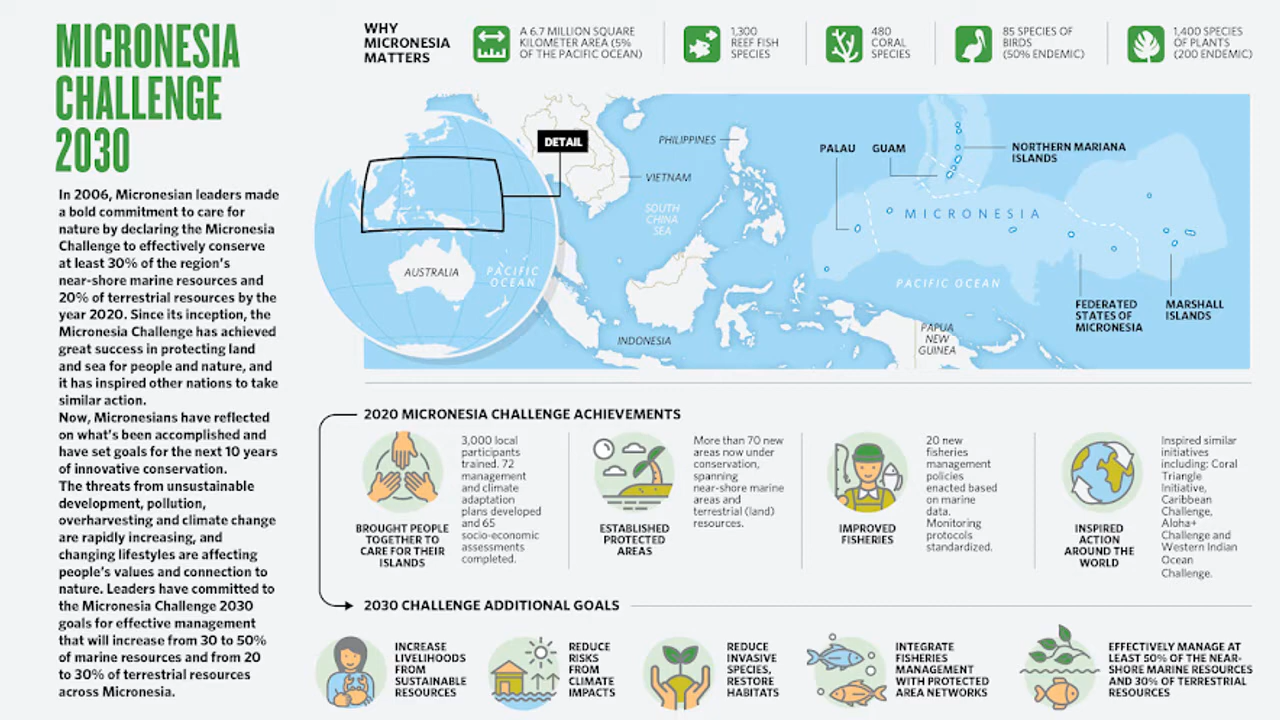 MICRONESIA
CHALLENGE
2030
In 2006, Micronesian leaders made
a bold commitment to care for
nature by declaring the Micronesia
Challenge to effectively conserve
at least 30% of the region's
near-shore marine resources and
20% of terrestrial resources by the
year 2020. Since its inception, the
Micronesia Challenge has achieved
great success in protecting land
and sea for people and nature, and
it has inspired other nations to take
similar action.
Now, Micronesians have reflected
on what's been accomplished and
have set goals for the next 10 years
of innovative conservation.
The threats from unsustainable
development, pollution,
overharvesting and climate change
are rapidly increasing, and
changing lifestyles are affecting
people's values and connection to
nature. Leaders have committed to
the Micronesia Challenge 2030
goals for effective management
that will increase from 30 to 50%
of marine resources and from 20
to 30% of terrestrial resources
across Micronesia.
WHY
MICRONESIA
MATTERS
A 6.7 MILLION SQUARE
KILOMETER AREA (5%
OF THE PACIFIC OCEAN)
1,300
REEF FISH
SPECIES
480
CORAL
SPECIES
85 SPECIES OF
BIRDS
(50% ENDEMIC)
1,400 SPECIES
OF PLANTS
(200 ENDEMIC)
DETAIL
AUSTRALIA
PACIFIC
OCEAN
PHILIPPINES
VIETNAM
SOUTH
CHINA
SEA
INDONESIA
PALAU
GUAM
NORTHERN MARIANA
ISLANDS
MICRONESIA
PACIFIC OCEAN
FEDERATED
STATES OF
MICRONESIA
MARSHALL
ISLANDS
PAPUA
NEW
GUINEA
2020 MICRONESIA CHALLENGE ACHIEVEMENTS
BROUGHT PEOPLE
TOGETHER TO
CARE FOR THEIR
ISLANDS
3,000 local
participants
trained. 72
management
and climate
adaptation
plans developed
and 65
socio-economic
assessments
completed.
ESTABLISHED
PROTECTED
AREAS
More than 70 new
areas now under
conservation,
spanning
near-shore marine
areas and
terrestrial (land)
resources.
IMPROVED
FISHERIES
20 new
fisheries
management
policies
enacted based
on marine
data.
Monitoring
protocols
standardized.
INSPIRED
ACTION
AROUND THE
WORLD
Inspired similar
initiatives
including: Coral
Triangle
Initiative,
Caribbean
Challenge,
Aloha+
Challenge and
Western Indian
Ocean
Challenge.
2030 CHALLENGE ADDITIONAL GOALS
INCREASE
LIVELIHOODS
FROM
SUSTAINABLE
RESOURCES
REDUCE
RISKS
FROM
CLIMATE
IMPACTS
REDUCE
INVASIVE
SPECIES,
RESTORE
HABITATS
INTEGRATE
FISHERIES
MANAGEMENT
WITH PROTECTED
AREA NETWORKS
EFFECTIVELY MANAGE AT
LEAST 50% OF THE NEAR-
SHORE MARINE RESOURCES
AND 30% OF TERRESTRIAL
RESOURCES